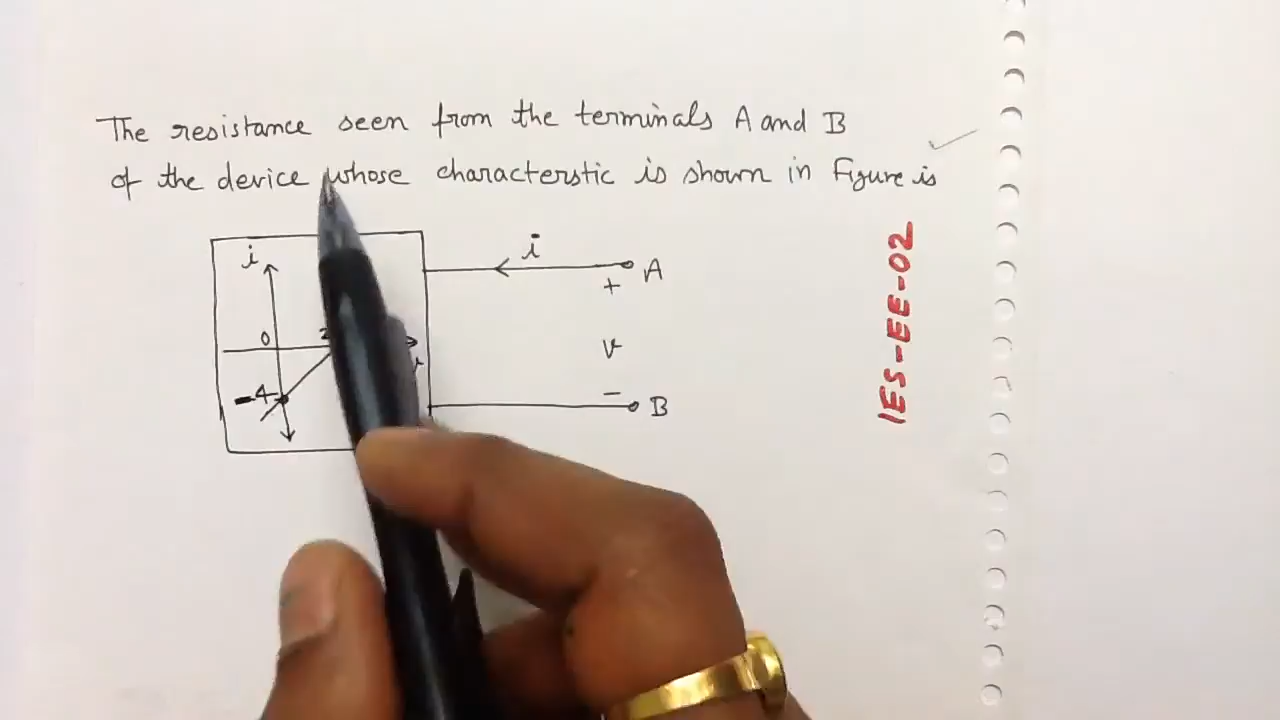 The resistance seen from the terminals A and B
of the device whose characterstic is shown in Figure is
i
i
A
+
0
v
-4
-
B
IES-EE-02